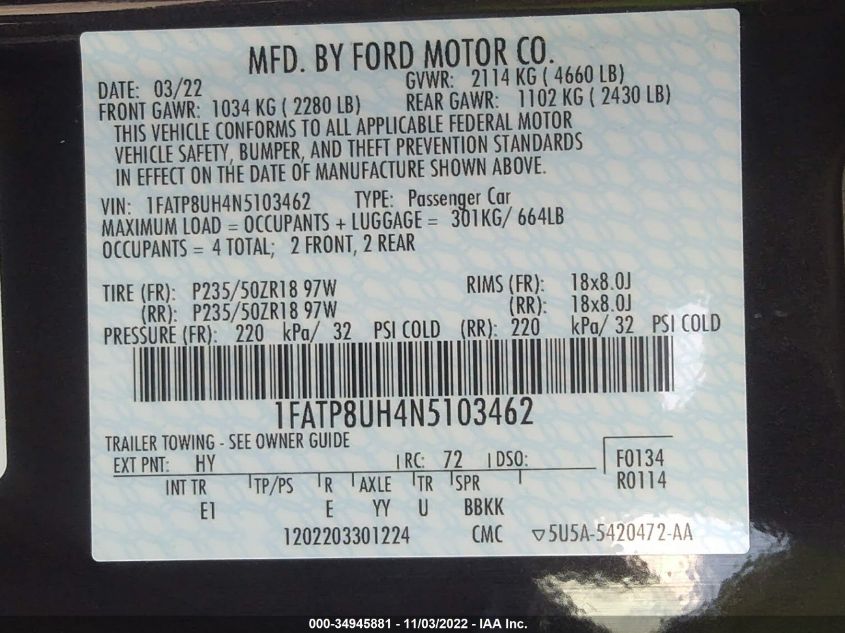 MFD. BY FORD MOTOR CO.
DATE: 03/22 GVWR: 2114 KG ( 4660 LB)
FRONT GAWR: 1034 KG ( 2280 LB) REAR GAWR: 1102 KG ( 2430 LB)
THIS VEHICLE CONFORMS TO ALL APPLICABLE FEDERAL MOTOR
VEHICLE SAFETY, BUMPER, AND THEFT PREVENTION STANDARDS
IN EFFECT ON THE DATE OF MANUFACTURE SHOWN ABOVE.
VIN: 1FATP8UH4N5103462 TYPE: Passenger Car
MAXIMUM LOAD = OCCUPANTS + LUGGAGE = 301KG/ 664LB
OCCUPANTS = 4 TOTAL; 2 FRONT, 2 REAR
TIRE (FR): P235/50ZR18 97W RIMS (FR): 18x8.0J
(RR): P235/50ZR18 97W (RR): 18x8.0J
PRESSURE (FR): 220 kPa/ 32 PSI COLD (RR): 220 kPa/ 32 PSI COLD
1FATP8UH4N5103462
TRAILER TOWING - SEE OWNER GUIDE
EXT PNT: HY RC: 72 DSO: F0134
INT TR TP/PS R AXLE TR SPR R0114
E1 E YY U BBKK
1202203301224 CMC ▽5U5A-5420472-AA
000-34945881 - 11/03/2022 - IAA Inc.